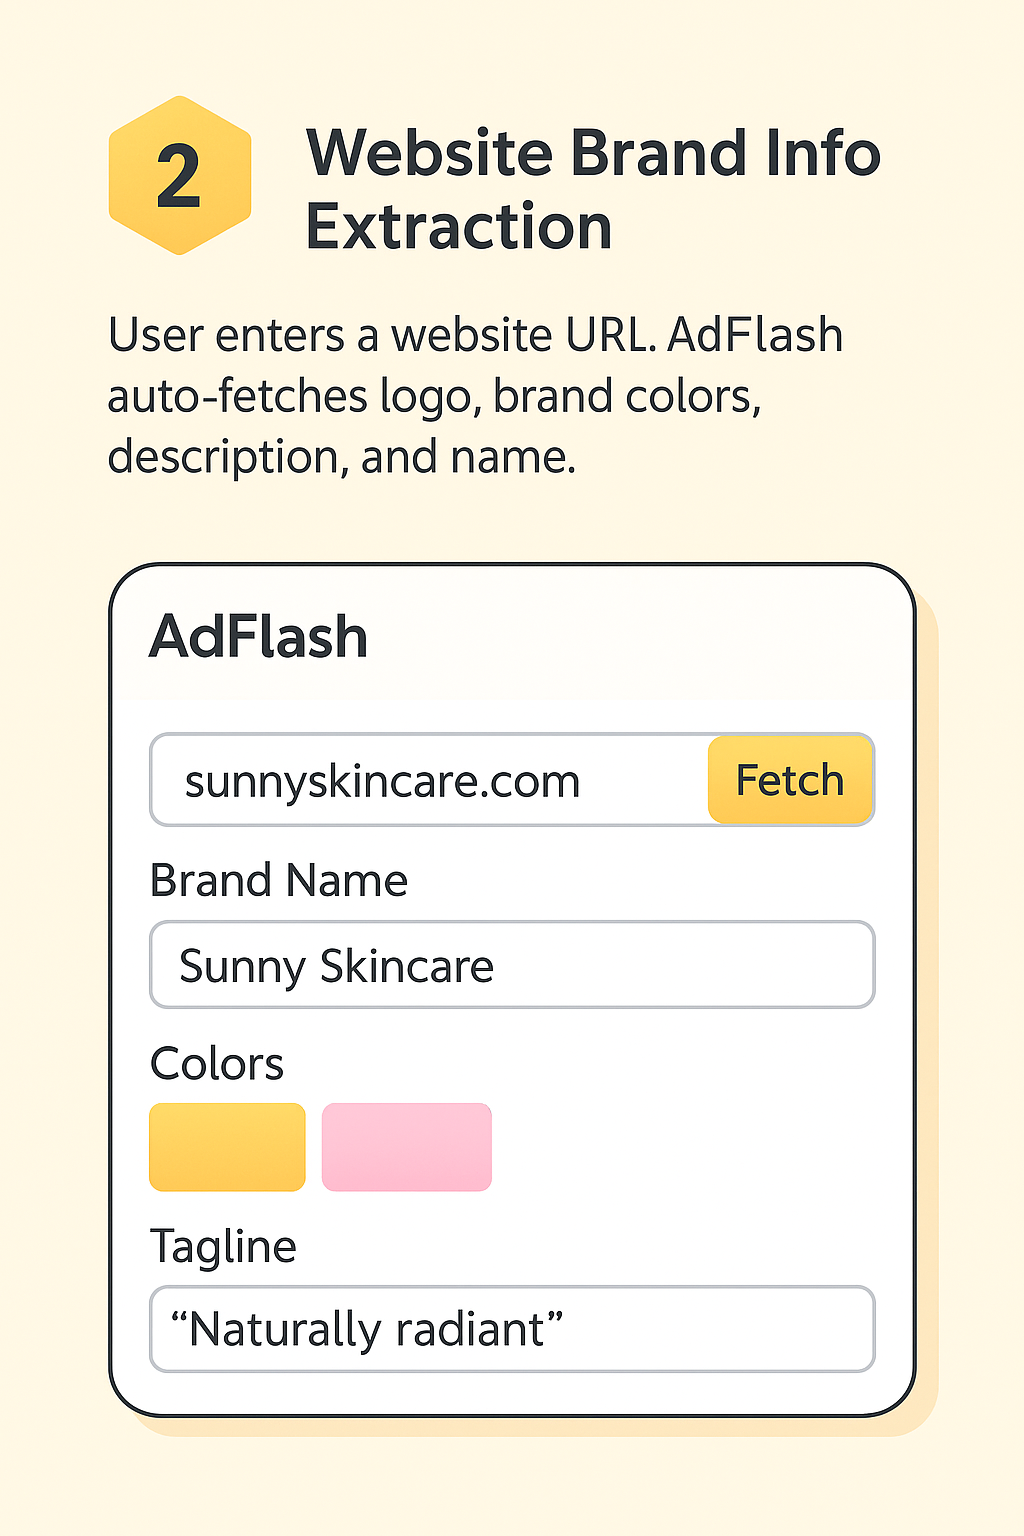 2
Website Brand Info
Extraction
User enters a website URL. AdFlash
auto-fetches logo, brand colors,
description, and name.
AdFlash
sunnyskincare.com
Fetch
Brand Name
Sunny Skincare
Colors
Tagline
“Naturally radiant”